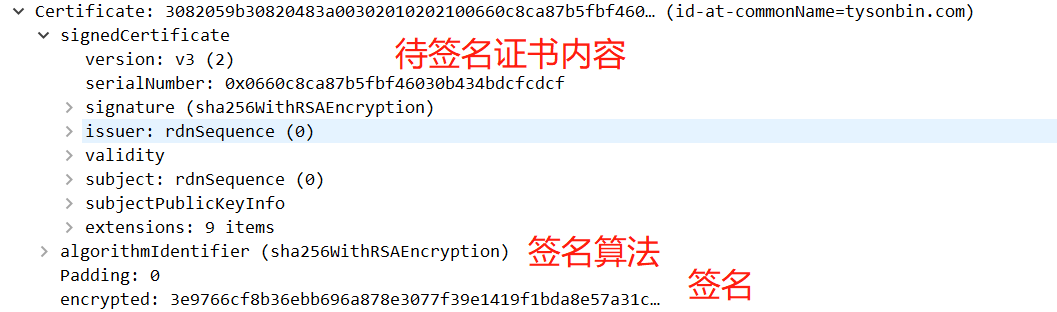 Certificate: 3082059b30820483a00302010202100660c8ca87b5fbf460… (id-at-commonName=tysonbin.com)
signedCertificate
待签名证书内容
version: v3 (2)
serialNumber: 0x0660c8ca87b5fbf46030b434bdcfcdcf
signature (sha256WithRSAEncryption)
issuer: rdnSequence (0)
validity
subject: rdnSequence (0)
subjectPublicKeyInfo
extensions: 9 items
algorithmIdentifier (sha256WithRSAEncryption) 签名算法
Padding: 0
签名
encrypted: 3e9766cf8b36ebb696a878e3077f39e1419f1bda8e57a31c…